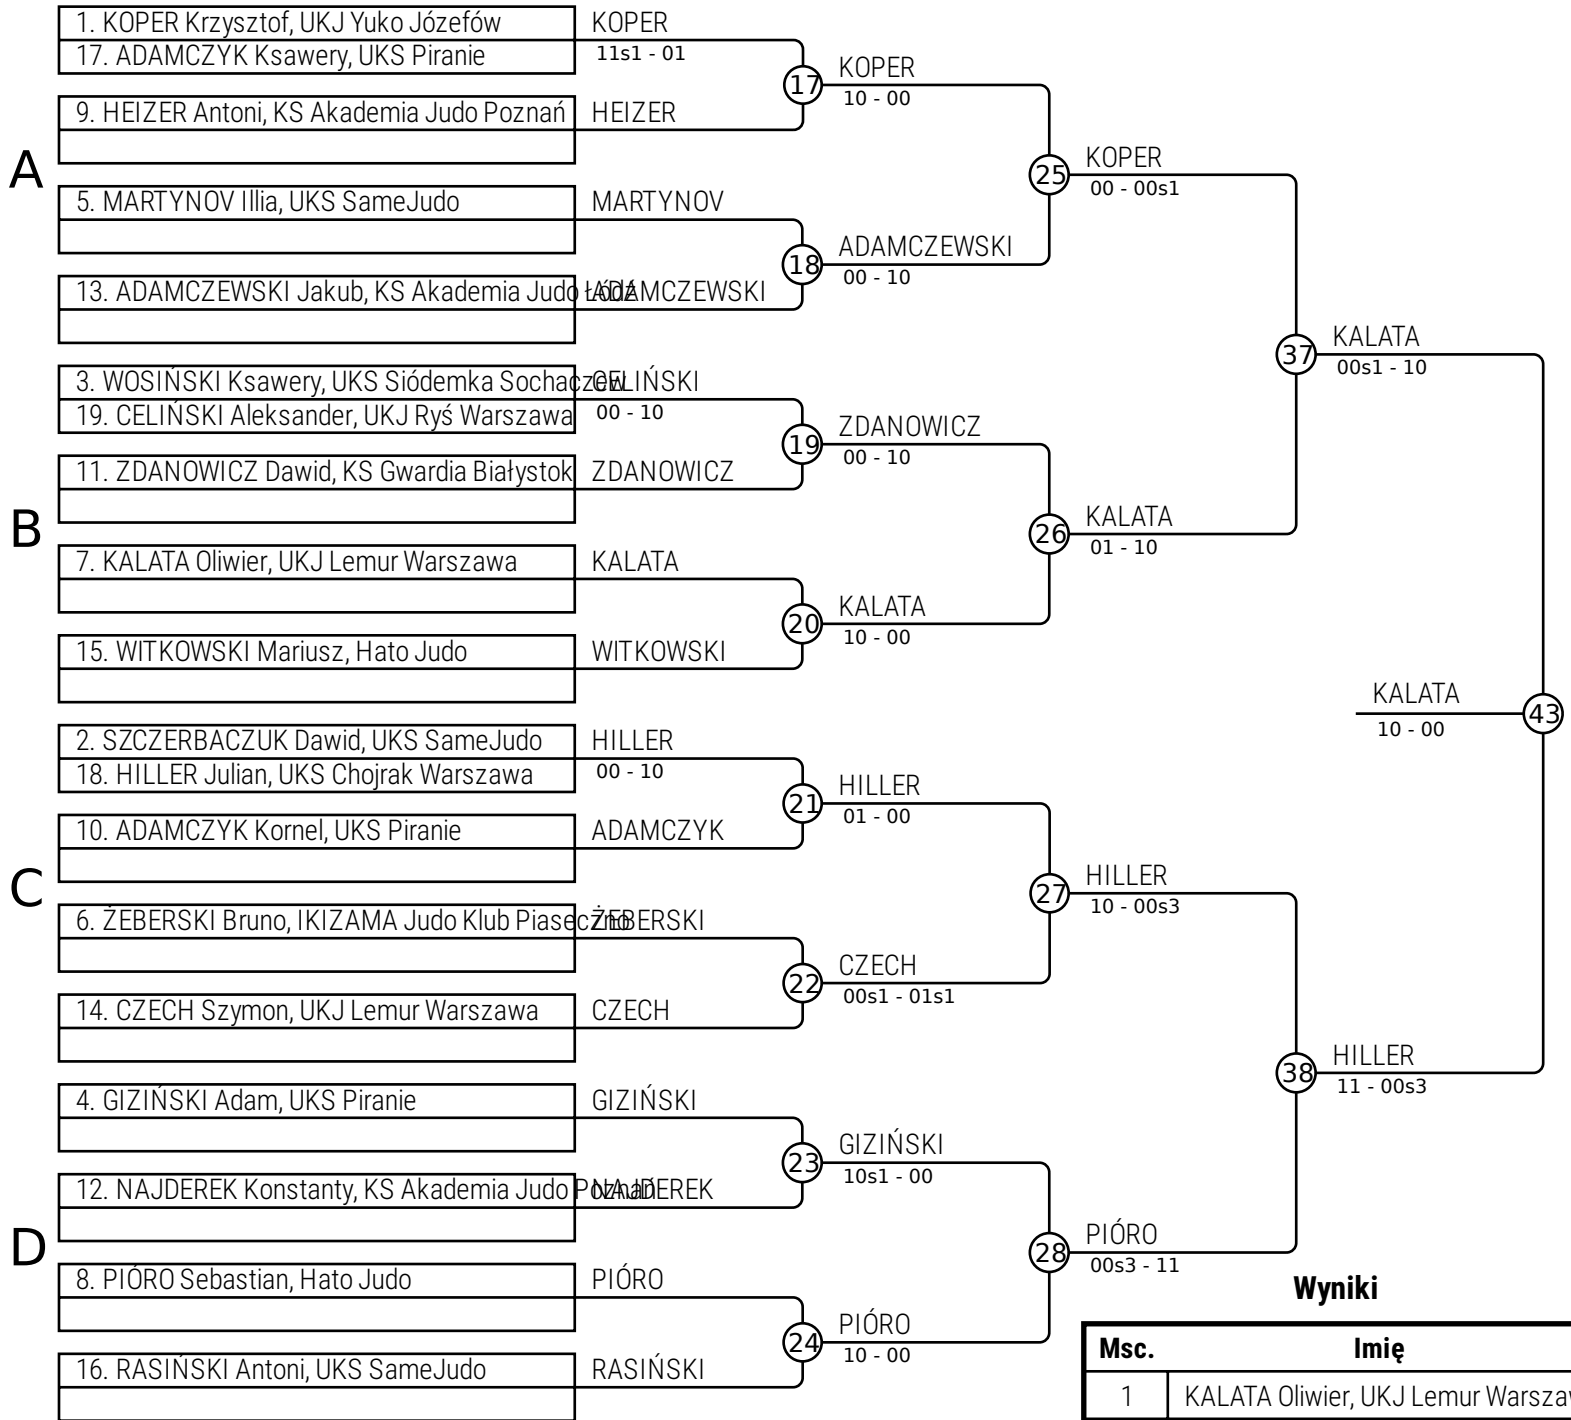 1. KOPER Krzysztof, UKJ Yuko Józefów
KOPER
17. ADAMCZYK Ksawery, UKS Piranie
11s1 - 01
17
KOPER
10 - 00
9. HEIZER Antoni, KS Akademia Judo Poznań
HEIZER
A
25
KOPER
00 - 00s1
5. MARTYNOV Illia, UKS SameJudo
MARTYNOV
18
ADAMCZEWSKI
00 - 10
13. ADAMCZEWSKI Jakub, KS Akademia Judo Łódź
ADAMCZEWSKI
37
KALATA
00s1 - 10
3. WOSIŃSKI Ksawery, UKS Siódemka Sochaczew
CELIŃSKI
19. CELIŃSKI Aleksander, UKJ Ryś Warszawa
00 - 10
19
ZDANOWICZ
00 - 10
11. ZDANOWICZ Dawid, KS Gwardia Białystok
ZDANOWICZ
B
26
KALATA
01 - 10
7. KALATA Oliwier, UKJ Lemur Warszawa
KALATA
20
KALATA
10 - 00
15. WITKOWSKI Mariusz, Hato Judo
WITKOWSKI
KALATA
10 - 00
43
2. SZCZERBACZUK Dawid, UKS SameJudo
HILLER
18. HILLER Julian, UKS Chojrak Warszawa
00 - 10
21
HILLER
01 - 00
10. ADAMCZYK Kornel, UKS Piranie
ADAMCZYK
C
27
HILLER
10 - 00s3
6. ŻEBERSKI Bruno, IKIZAMA Judo Klub Piaseczno
ŻEBERSKI
22
CZECH
00s1 - 01s1
14. CZECH Szymon, UKJ Lemur Warszawa
CZECH
38
HILLER
11 - 00s3
4. GIZIŃSKI Adam, UKS Piranie
GIZIŃSKI
23
GIZIŃSKI
10s1 - 00
12. NAJDEREK Konstanty, KS Akademia Judo Poznań
NAJDEREK
D
28
PIÓRO
00s3 - 11
8. PIÓRO Sebastian, Hato Judo
PIÓRO
24
PIÓRO
10 - 00
16. RASIŃSKI Antoni, UKS SameJudo
RASIŃSKI
Wyniki
Msc. Imię
1 KALATA Oliwier, UKJ Lemur